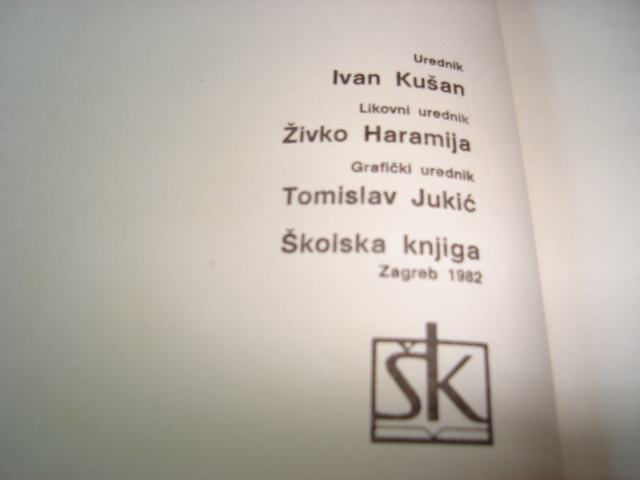 Urednik
Ivan Kušan
Likovni urednik
Živko Haramija
Grafički urednik
Tomislav Jukić
Školska knjiga
Zagreb 1982
ŠK